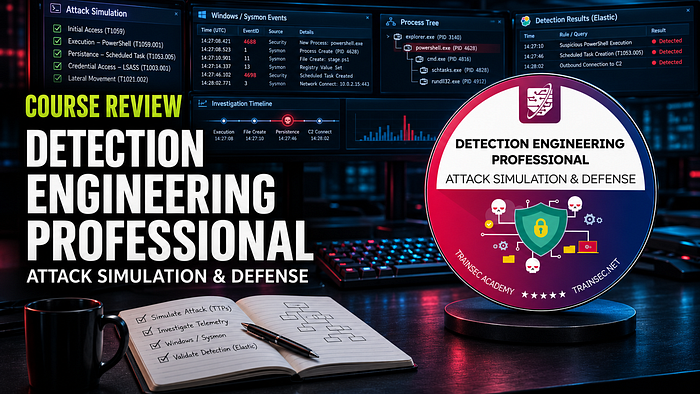 Attack Simulation
Initial Access (T1059)
Execution – PowerShell (T1059.001)
Persistence – Scheduled Task (T1053.005)
Credential Access – LSASS (T1003.001)
Lateral Movement (T1021.002)
Windows / Sysmon Events
Time (UTC) EventID Source Details
14:27:08.421 4688 Security New Process: powershell.exe
14:27:08.523 1 Sysmon Process Create (PID 4628)
14:27:10.901 11 Sysmon File Create: stage.ps1
14:27:14.337 13 Sysmon Registry Value Set
14:27:46.102 4698 Security Scheduled Task Created
14:28:02.771 3 Sysmon Network Connect: 10.0.2.15:443
Process Tree
explorer.exe (PID 3140)
powershell.exe (PID 4628)
cmd.exe (PID 4816)
schtasks.exe (PID 4828)
rundll32.exe (PID 4912)
Detection Results (Elastic)
Time Rule / Query Result
14:27:10 Suspicious PowerShell Execution Detected
14:27:46 Scheduled Task Creation (T1053.005) Detected
14:28:02 Outbound Connection to C2 Detected
Investigation Timeline
Execution File Create Persistence C2 Connect
14:27:08 14:27:10 14:27:46 14:28:02
COURSE REVIEW
DETECTION
ENGINEERING
PROFESSIONAL
ATTACK SIMULATION & DEFENSE
DETECTION ENGINEERING
PROFESSIONAL
ATTACK SIMULATION & DEFENSE
TRAINSEC ACADEMY
TRAINSEC.NET
Simulate Attack (TTPs)
Investigate Telemetry
Windows / Sysmon
Validate Detection (Elastic)